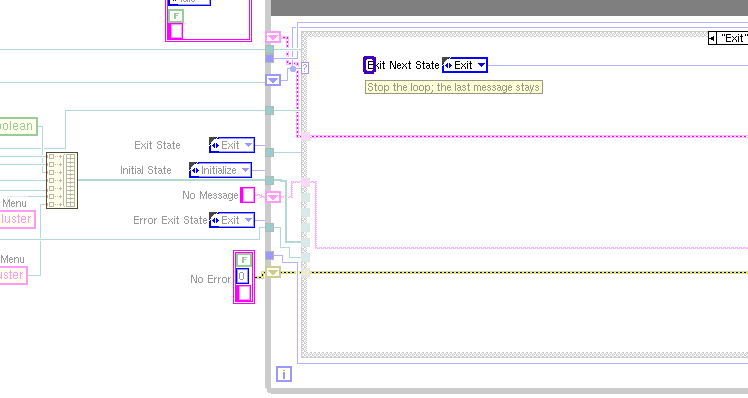 F
"Exit"
Exit Next State Exit
?
Stop the loop; the last message stays
oolean
Exit State Exit
Initial State Initialize
No Message
Menu
luster
Error Exit State Exit
Menu
uster
F
No Error 0
i